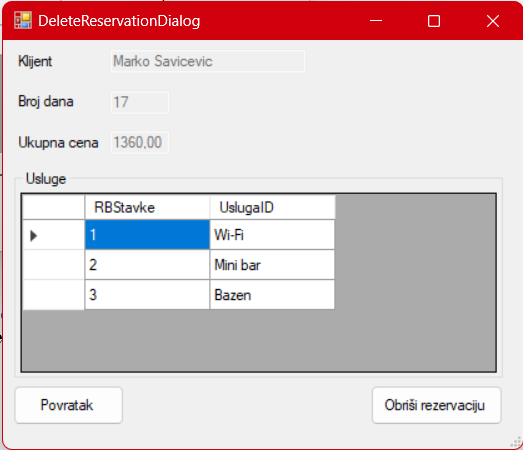 DeleteReservationDialog
Klijent Marko Savicevic
Broj dana 17
Ukupna cena 1360,00
Usluge
RBStavke UslugaID
1 Wi-Fi
2 Mini bar
3 Bazen
Povratak Obriši rezervaciju